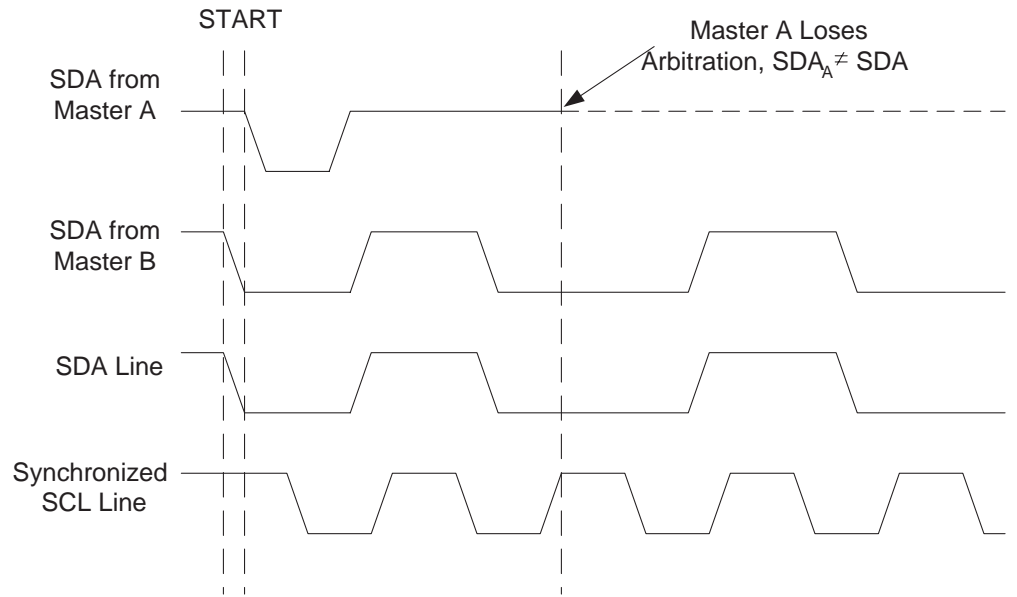 START
Master A Loses
Arbitration, SDA_A ≠ SDA
SDA from
Master A
SDA from
Master B
SDA Line
Synchronized
SCL Line